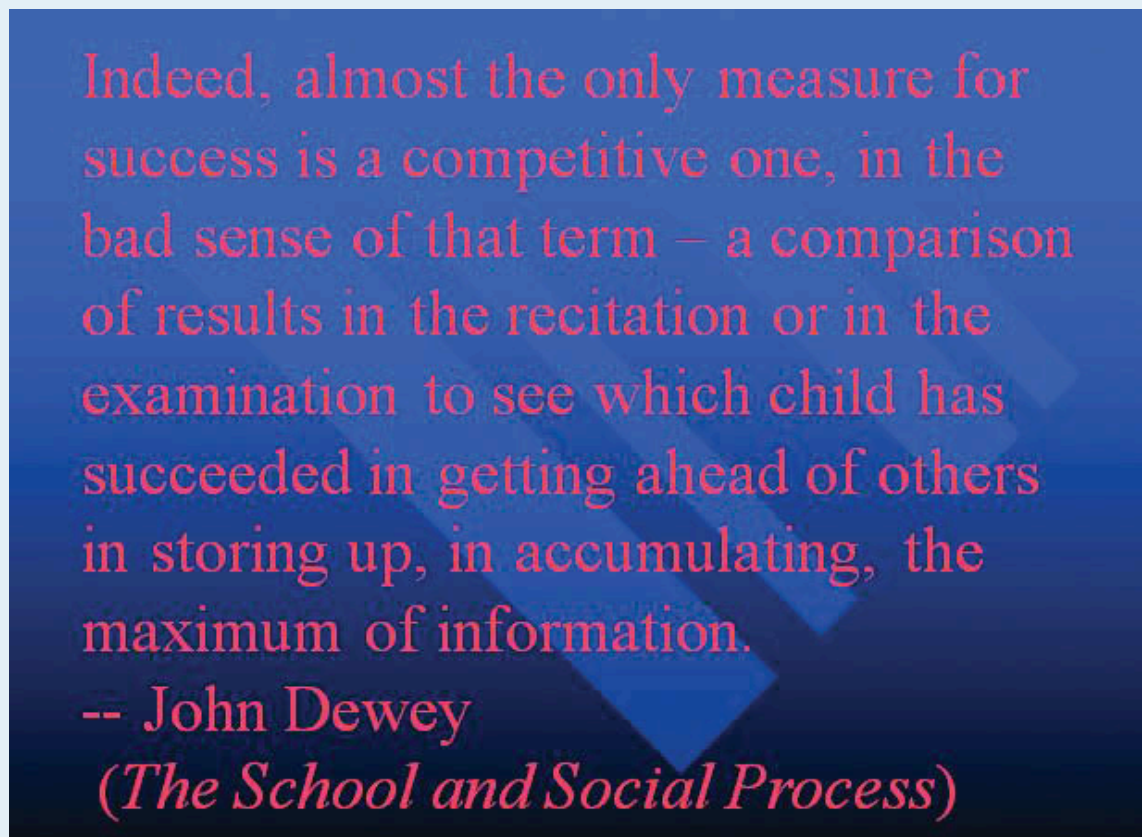 Indeed, almost the only measure for
success is a competitive one, in the
bad sense of that term – a comparison
of results in the recitation or in the
examination to see which child has
succeeded in getting ahead of others
in storing up, in accumulating, the
maximum of information.
-- John Dewey
(The School and Social Process)